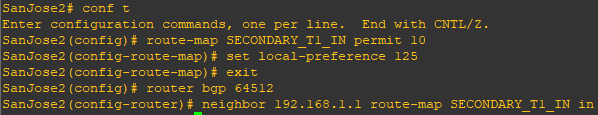 SanJose2# conf t
Enter configuration commands, one per line.  End with CNTL/Z.
SanJose2(config)# route-map SECONDARY_T1_IN permit 10
SanJose2(config-route-map)# set local-preference 125
SanJose2(config-route-map)# exit
SanJose2(config)# router bgp 64512
SanJose2(config-router)# neighbor 192.168.1.1 route-map SECONDARY_T1_IN in